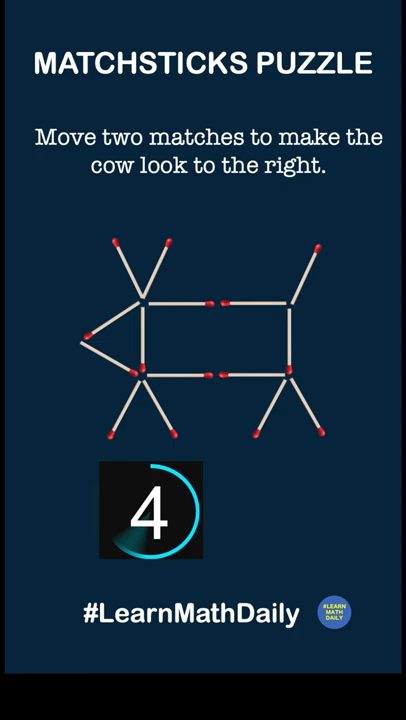 MATCHSTICKS PUZZLE
Move two matches to make the
cow look to the right.
4
#LearnMathDaily
#LEARN
MATH
DAILY